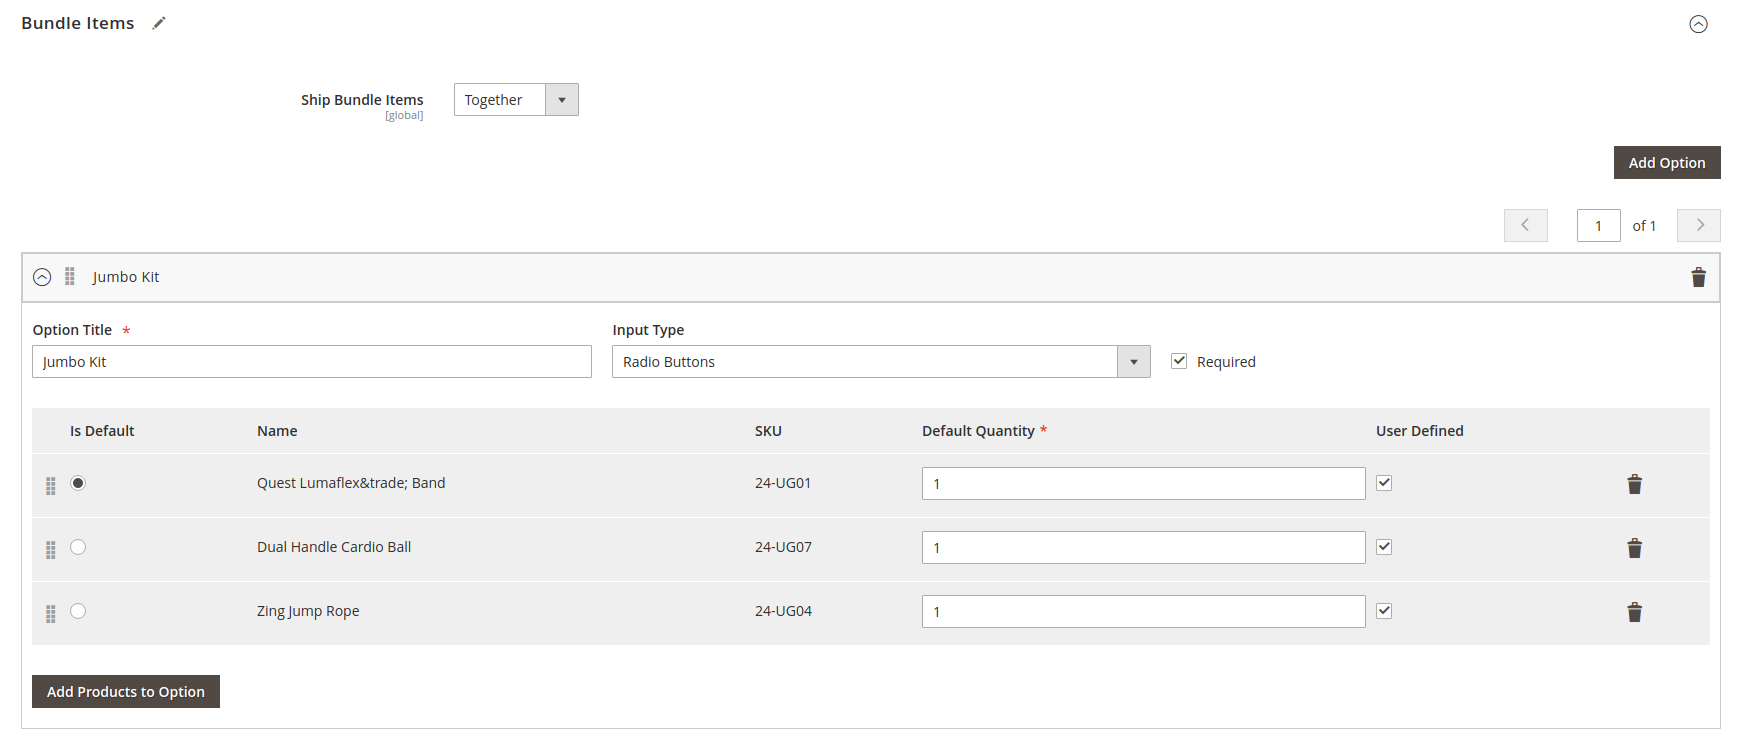 Bundle Items
Ship Bundle Items
[global]
Together
Add Option
1 of 1
Jumbo Kit
Option Title *
Input Type
Jumbo Kit
Radio Buttons
Required
Is Default Name SKU Default Quantity * User Defined
Quest Lumaflex&trade; Band 24-UG01 1
Dual Handle Cardio Ball 24-UG07 1
Zing Jump Rope 24-UG04 1
Add Products to Option